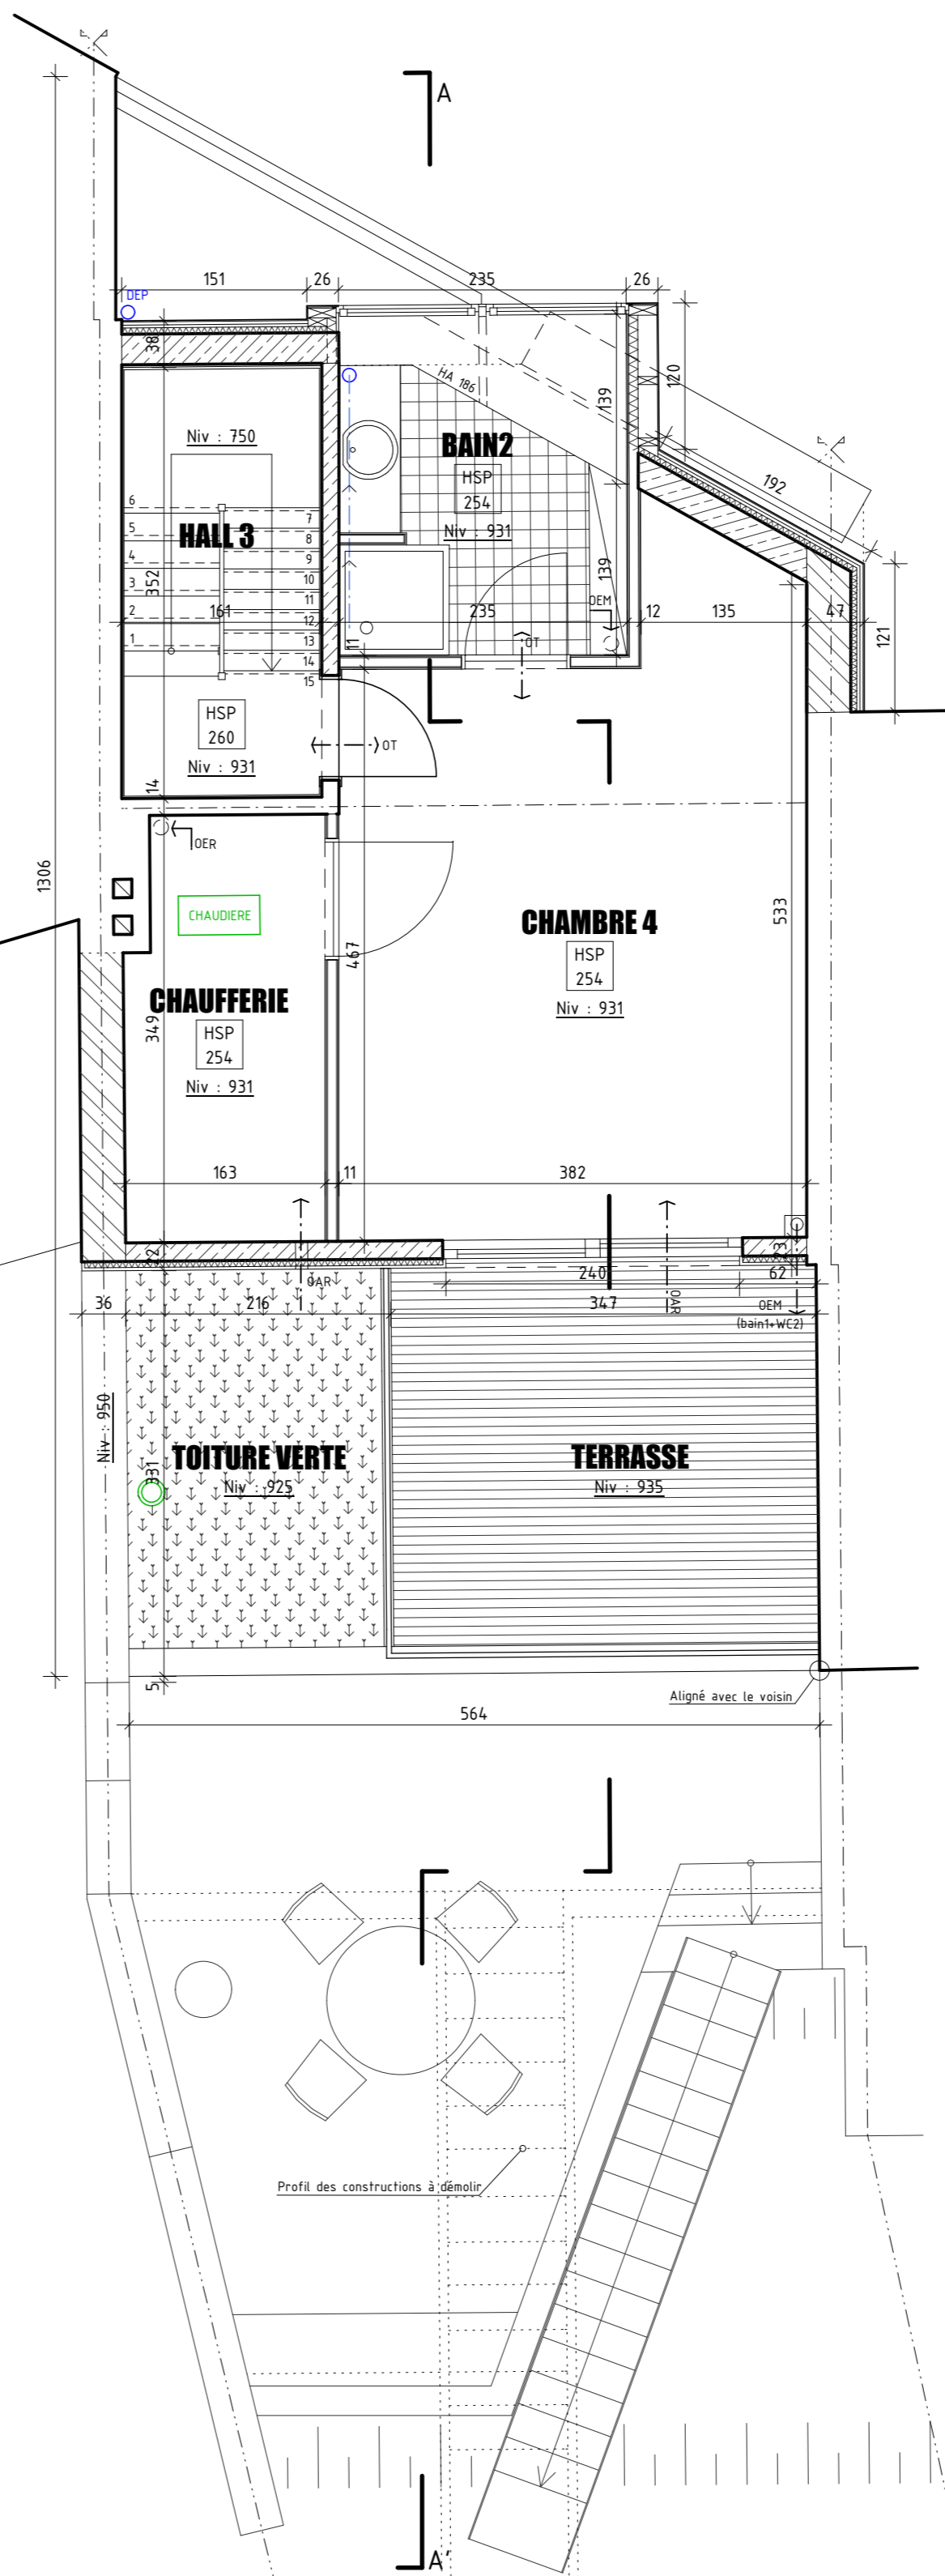 A
151
26
235
26
DEP
38
120
HA 186
139
Niv : 750
BAIN2
HSP
254
Niv : 931
192
6
5
4
3
2
1
7
8
9
10
11
12
13
14
15
HALL 3
352
161
139
235
OEM
12
135
47
121
11
OT
HSP
260
Niv : 931
OT
14
OER
1306
CHAUDIERE
CHAMBRE 4
533
467
HSP
254
Niv : 931
CHAUFFERIE
349
HSP
254
Niv : 931
163
11
382
22
23
OAR
240
62
36
216
OAR
347
OEM
(bain1+WC2)
Niv : 950
TOITURE VERTE
331
Niv : 925
TERRASSE
Niv : 935
5
Aligné avec le voisin
564
Profil des constructions à démolir
A'